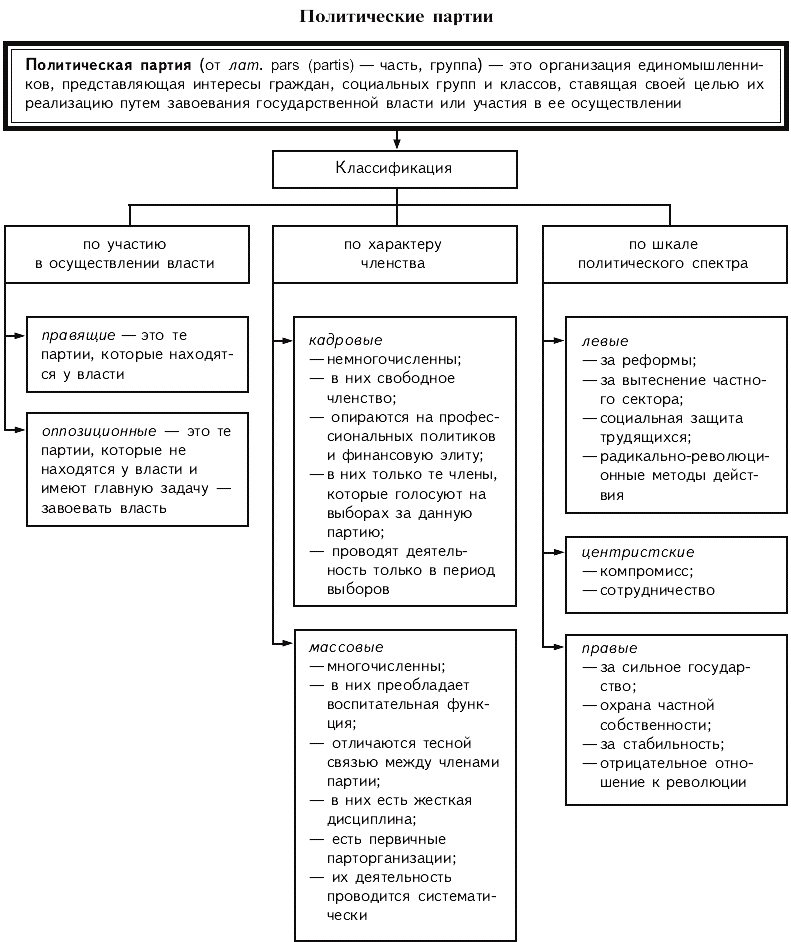 Политические партии
Политическая партия (от лат. pars (partis) — часть, группа) — это организация единомышленни-
ков, представляющая интересы граждан, социальных групп и классов, ставящая своей целью их
реализацию путем завоевания государственной власти или участия в ее осуществлении
Классификация
по участию
в осуществлении власти
правящие — это те
партии, которые находят-
ся у власти
оппозиционные — это те
партии, которые не
находятся у власти и
имеют главную задачу —
завоевать власть
по характеру
членства
кадровые
— немногочисленны;
— в них свободное
членство;
— опираются на профес-
сиональных политиков
и финансовую элиту;
— в них только те члены,
которые голосуют на
выборах за данную
партию;
— проводят деятель-
ность только в период
выборов
массовые
— многочисленны;
— в них преобладает
воспитательная функ-
ция;
— отличаются тесной
связью между членами
партии;
— в них есть жесткая
дисциплина;
— есть первичные
парторганизации;
— их деятельность
проводится системати-
чески
по шкале
политического спектра
левые
— за реформы;
— за вытеснение частно-
го сектора;
— социальная защита
трудящихся;
— радикально-революци-
онные методы дейст-
вия
центристские
— компромисс;
— сотрудничество
правые
— за сильное государ-
ство;
— охрана частной
собственности;
— за стабильность;
— отрицательное отно-
шение к революции